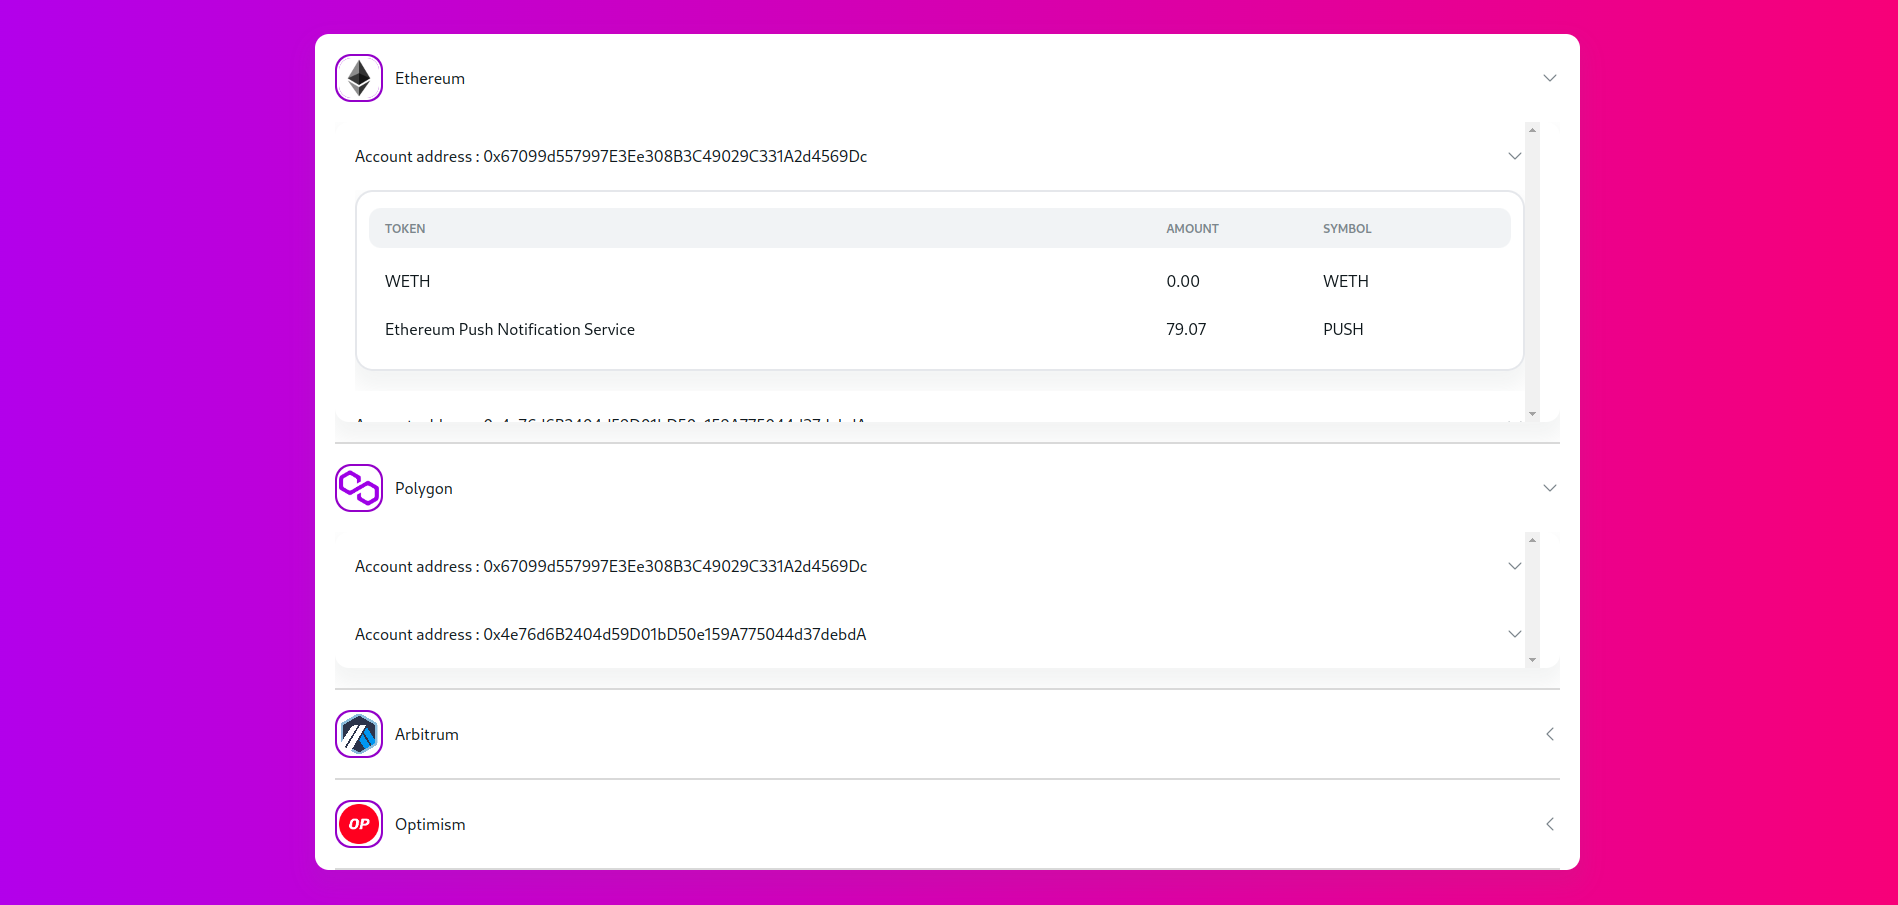 Ethereum
Account address : 0x67099d557997E3Ee308B3C49029C331A2d4569Dc
TOKEN AMOUNT SYMBOL
WETH 0.00 WETH
Ethereum Push Notification Service 79.07 PUSH
Polygon
Account address : 0x67099d557997E3Ee308B3C49029C331A2d4569Dc
Account address : 0x4e76d6B2404d59D01bD50e159A775044d37debdA
Arbitrum
OP Optimism